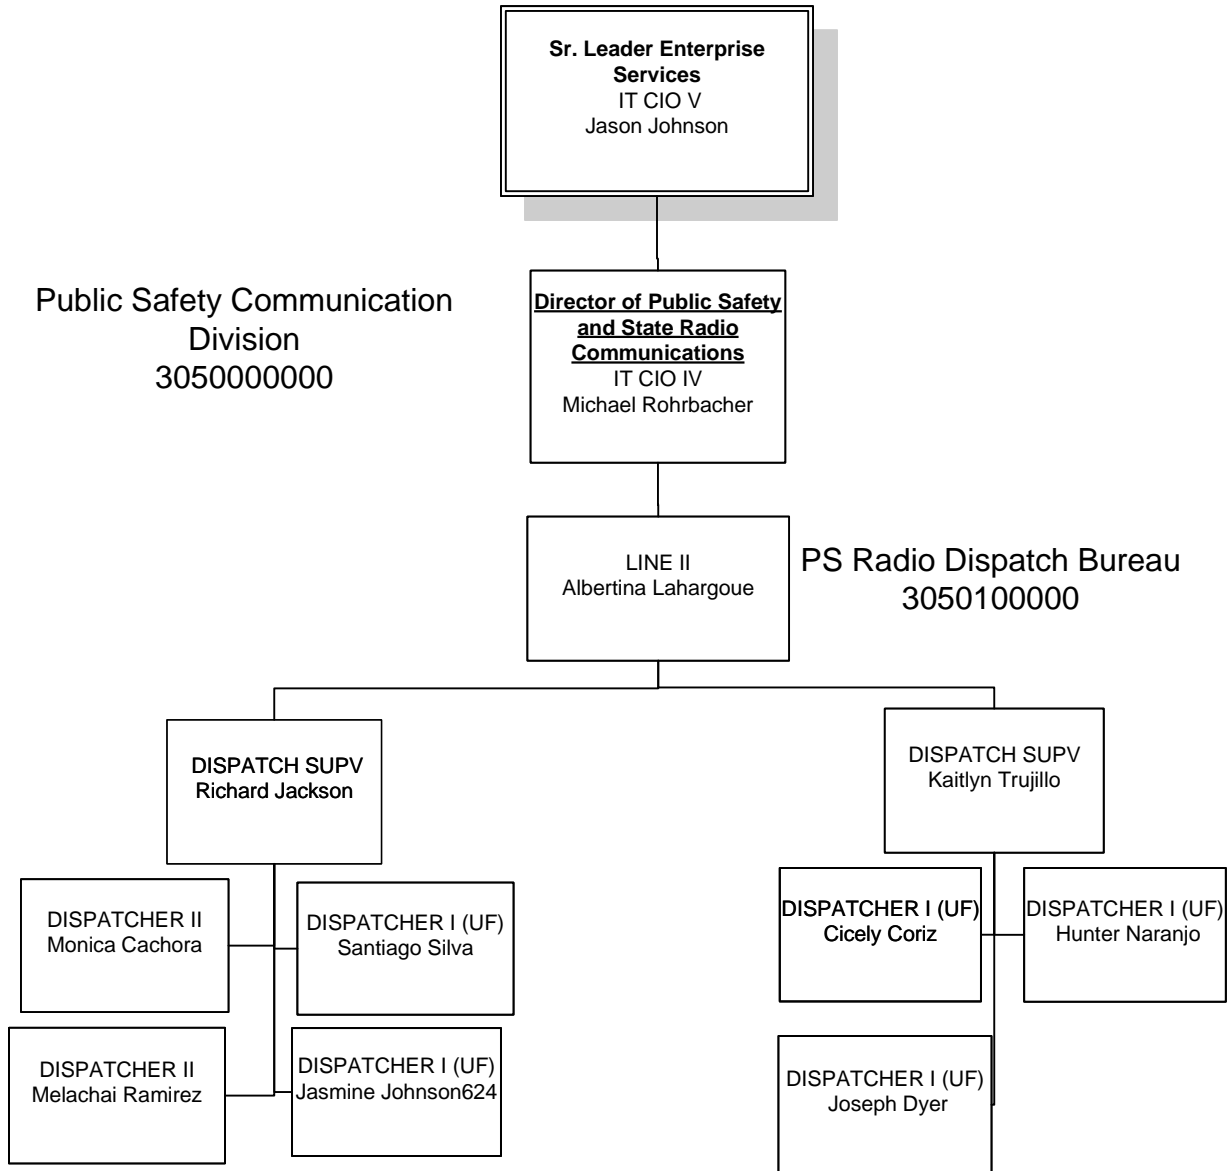 Sr. Leader Enterprise
Services
IT CIO V
Jason Johnson
Public Safety Communication
Division
3050000000
Director of Public Safety
and State Radio
Communications
IT CIO IV
Michael Rohrbacher
LINE II
Albertina Lahargoue
PS Radio Dispatch Bureau
3050100000
DISPATCH SUPV
Richard Jackson
DISPATCH SUPV
Kaitlyn Trujillo
DISPATCHER II
Monica Cachora
DISPATCHER I (UF)
Santiago Silva
DISPATCHER I (UF)
Cicely Coriz
DISPATCHER I (UF)
Hunter Naranjo
DISPATCHER II
Melachai Ramirez
DISPATCHER I (UF)
Jasmine Johnson624
DISPATCHER I (UF)
Joseph Dyer